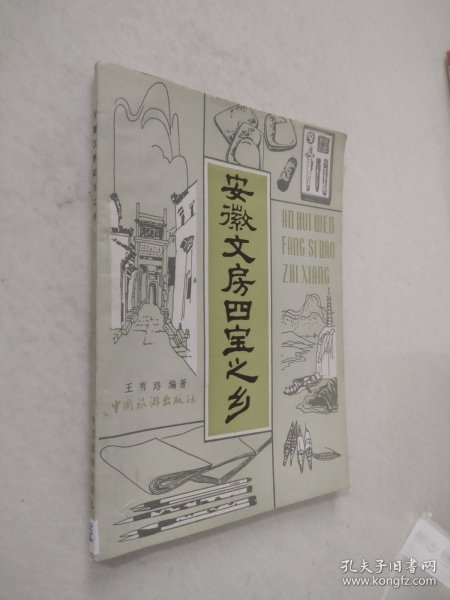 安徽文房四宝之乡
AN HUI WEN
FANG SI BAO
ZHI XIANG
王有路 编著
中国旅游出版社
孔夫子旧书网
www.kongfz.com